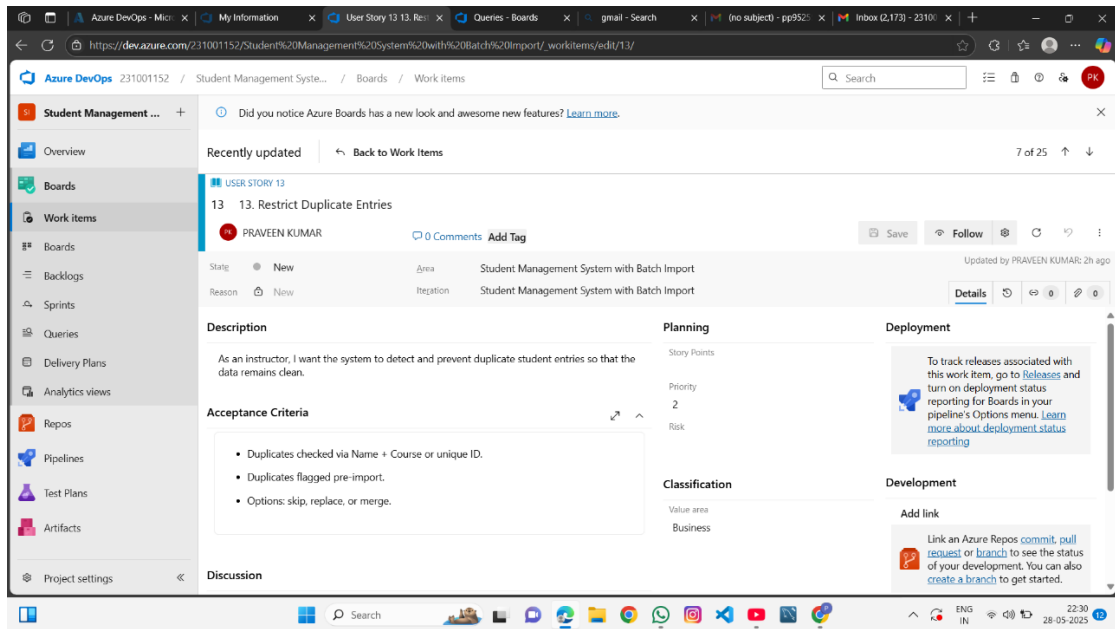 Azure DevOps - Micr
My Information
User Story 13 13. Rest
Queries - Boards
gmail - Search
(no subject) - pp9525
Inbox (2,173) - 23100
https://dev.azure.com/231001152/Student%20Management%20System%20with%20Batch%20Import/_workitems/edit/13/
Azure DevOps 231001152 / Student Management Syste... / Boards / Work items
Search
PK
Student Management ... +
Did you notice Azure Boards has a new look and awesome new features? Learn more.
Overview
Boards
Work items
Boards
Backlogs
Sprints
Queries
Delivery Plans
Analytics views
Repos
Pipelines
Test Plans
Artifacts
Project settings
Recently updated
Back to Work Items
7 of 25
USER STORY 13
13 13. Restrict Duplicate Entries
PK PRAVEEN KUMAR
0 Comments Add Tag
Save
Follow
State New
Area Student Management System with Batch Import
Updated by PRAVEEN KUMAR: 2h ago
Reason New
Iteration Student Management System with Batch Import
Details 0 0
Description
As an instructor, I want the system to detect and prevent duplicate student entries so that the
data remains clean.
Acceptance Criteria
• Duplicates checked via Name + Course or unique ID.
• Duplicates flagged pre-import.
• Options: skip, replace, or merge.
Discussion
Planning
Story Points
Priority
2
Risk
Classification
Value area
Business
Deployment
To track releases associated with
this work item, go to Releases and
turn on deployment status
reporting for Boards in your
pipeline's Options menu. Learn
more about deployment status
reporting
Development
Add link
Link an Azure Repos commit, pull
request or branch to see the status
of your development. You can also
create a branch to get started.
Search
ENG
IN
22:30
28-05-2025
12